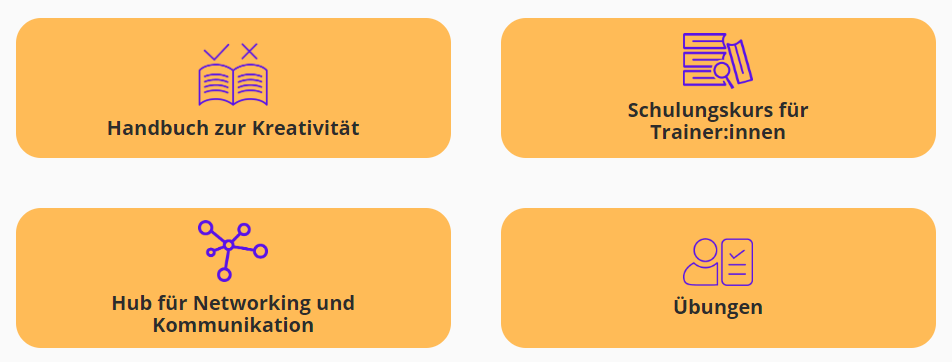 Handbuch zur Kreativität
Schulungskurs für
Trainer:innen
Hub für Networking und
Kommunikation
Übungen